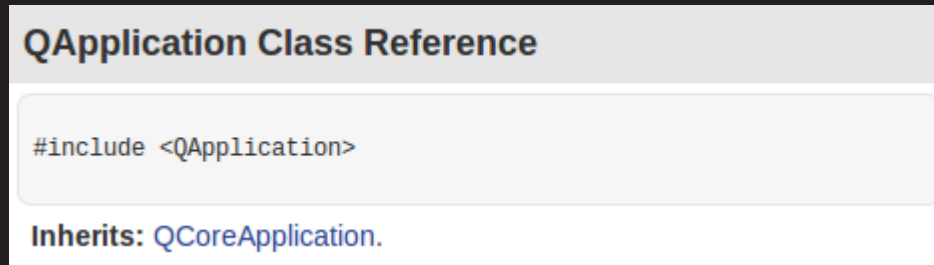 QApplication Class Reference
#include <QApplication>
Inherits: QCoreApplication.